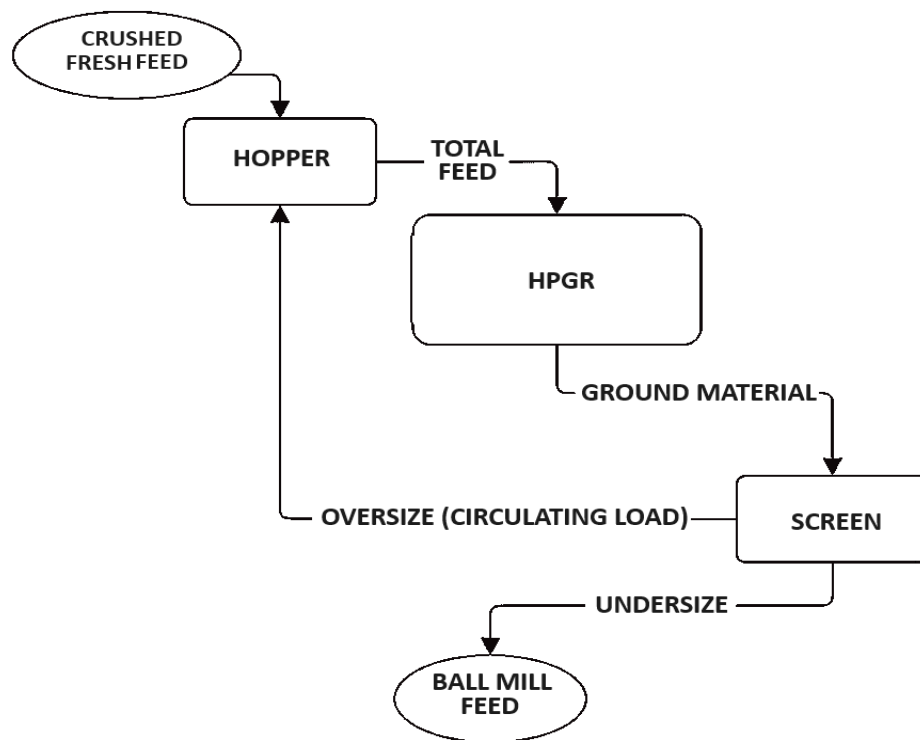 CRUSHED
FRESH FEED
HOPPER
TOTAL
FEED
HPGR
GROUND MATERIAL
OVERSIZE (CIRCULATING LOAD)
SCREEN
UNDERSIZE
BALL MILL
FEED